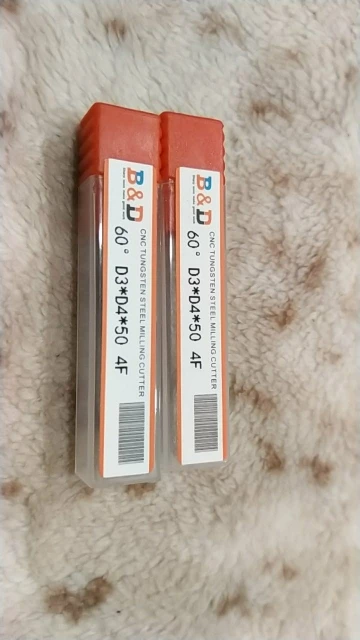 B&D
CNC TUNGSTEN STEEL MILLING CUTTER
60° D3*D4*50 4F
B&D
CNC TUNGSTEN STEEL MILLING CUTTER
60° D3*D4*50 4F